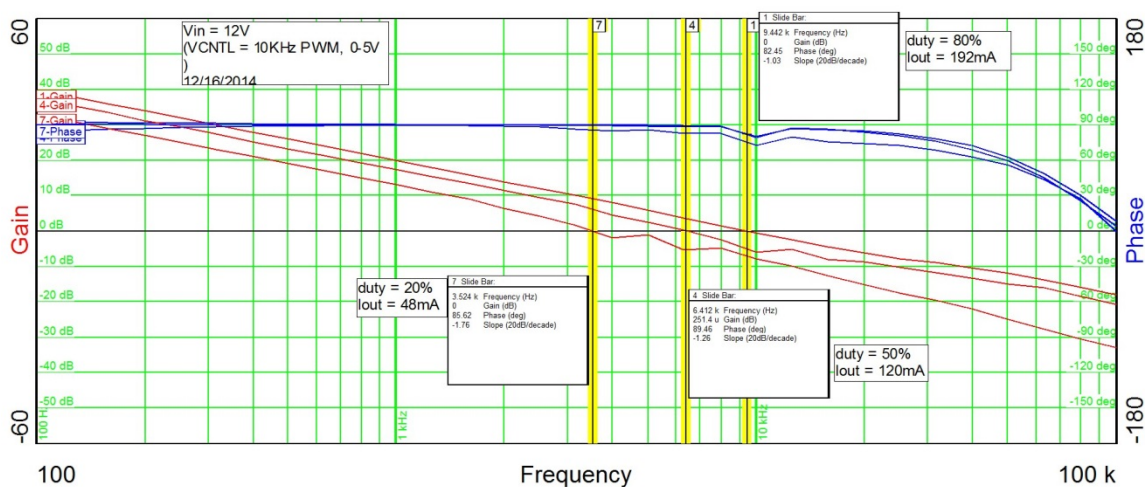 60
180
Vin = 12V
(VCNTL = 10KHz PWM, 0-5V
)
12/16/2014
7
4
1
1 Slide Bar:
9.442 k Frequency (Hz)
0 Gain (dB)
82.45 Phase (deg)
-1.03 Slope (20dB/decade)
duty = 80%
Iout = 192mA
50 dB
40 dB
30 dB
20 dB
10 dB
0 dB
-10 dB
-20 dB
-30 dB
-40 dB
-50 dB
150 deg
120 deg
90 deg
60 deg
30 deg
0 deg
-30 deg
-60 deg
-90 deg
-120 deg
-150 deg
1-Gain
4-Gain
7-Gain
7-Phase
4-Phase
Gain
Phase
duty = 20%
Iout = 48mA
7 Slide Bar:
3.524 k Frequency (Hz)
0 Gain (dB)
85.62 Phase (deg)
-1.76 Slope (20dB/decade)
4 Slide Bar:
6.412 k Frequency (Hz)
251.4 u Gain (dB)
89.46 Phase (deg)
-1.26 Slope (20dB/decade)
duty = 50%
Iout = 120mA
100 Hz
1 kHz
10 kHz
-60
-180
100
Frequency
100 k